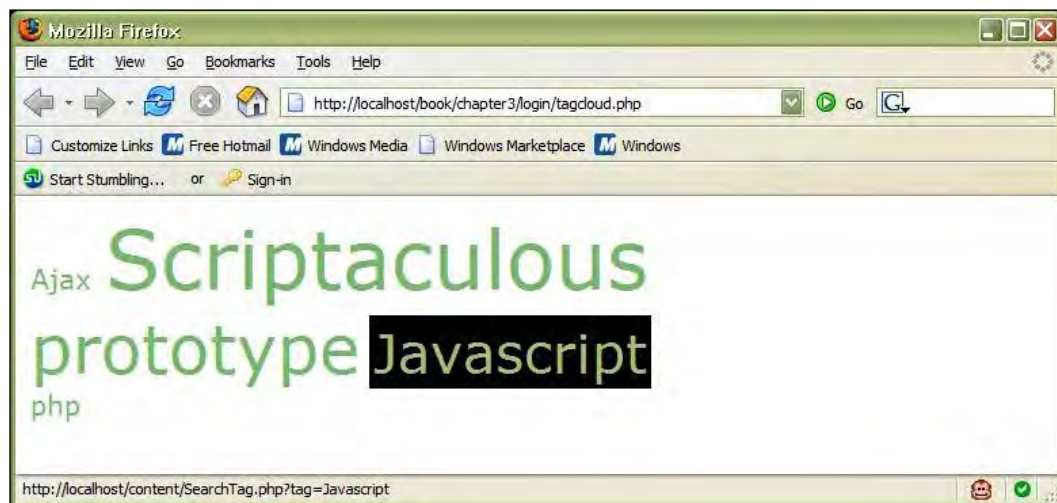 Mozilla Firefox
File Edit View Go Bookmarks Tools Help
http://localhost/book/chapter3/login/tagcloud.php Go G
Customize Links M Free Hotmail M Windows Media Windows Marketplace M Windows
Start Stumbling... or Sign-in
Ajax Scriptaculous
prototype Javascript
php
http://localhost/content/SearchTag.php?tag=Javascript